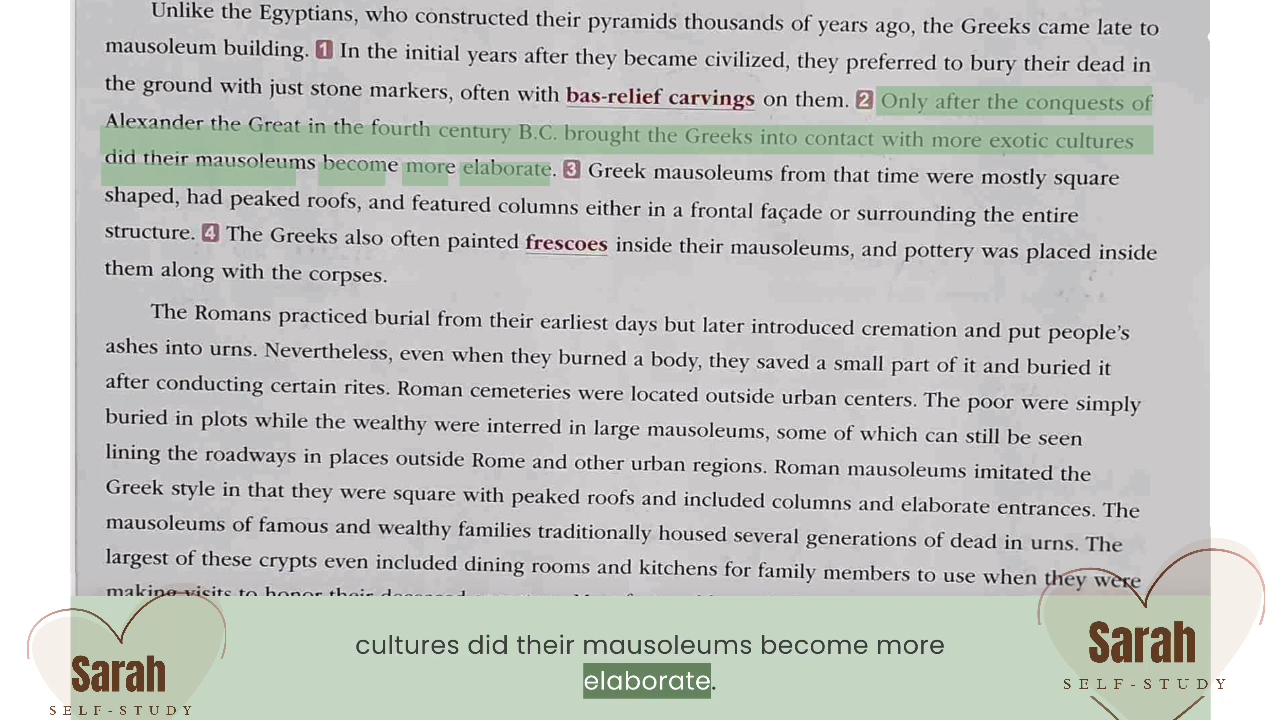 Unlike the Egyptians, who constructed their pyramids thousands of years ago, the Greeks came late to
mausoleum building. 1 In the initial years after they became civilized, they preferred to bury their dead in
the ground with just stone markers, often with bas-relief carvings on them. 2 Only after the conquests of
Alexander the Great in the fourth century B.C. brought the Greeks into contact with more exotic cultures
did their mausoleums become more elaborate. 3 Greek mausoleums from that time were mostly square
shaped, had peaked roofs, and featured columns either in a frontal façade or surrounding the entire
structure. 4 The Greeks also often painted frescoes inside their mausoleums, and pottery was placed inside
them along with the corpses.
The Romans practiced burial from their earliest days but later introduced cremation and put people's
ashes into urns. Nevertheless, even when they burned a body, they saved a small part of it and buried it
after conducting certain rites. Roman cemeteries were located outside urban centers. The poor were simply
buried in plots while the wealthy were interred in large mausoleums, some of which can still be seen
lining the roadways in places outside Rome and other urban regions. Roman mausoleums imitated the
Greek style in that they were square with peaked roofs and included columns and elaborate entrances. The
mausoleums of famous and wealthy families traditionally housed several generations of dead in urns. The
largest of these crypts even included dining rooms and kitchens for family members to use when they were
making visits to honor their
cultures did their mausoleums become more
elaborate.
Sarah
SELF-STUDY
Sarah
SELF-STUDY